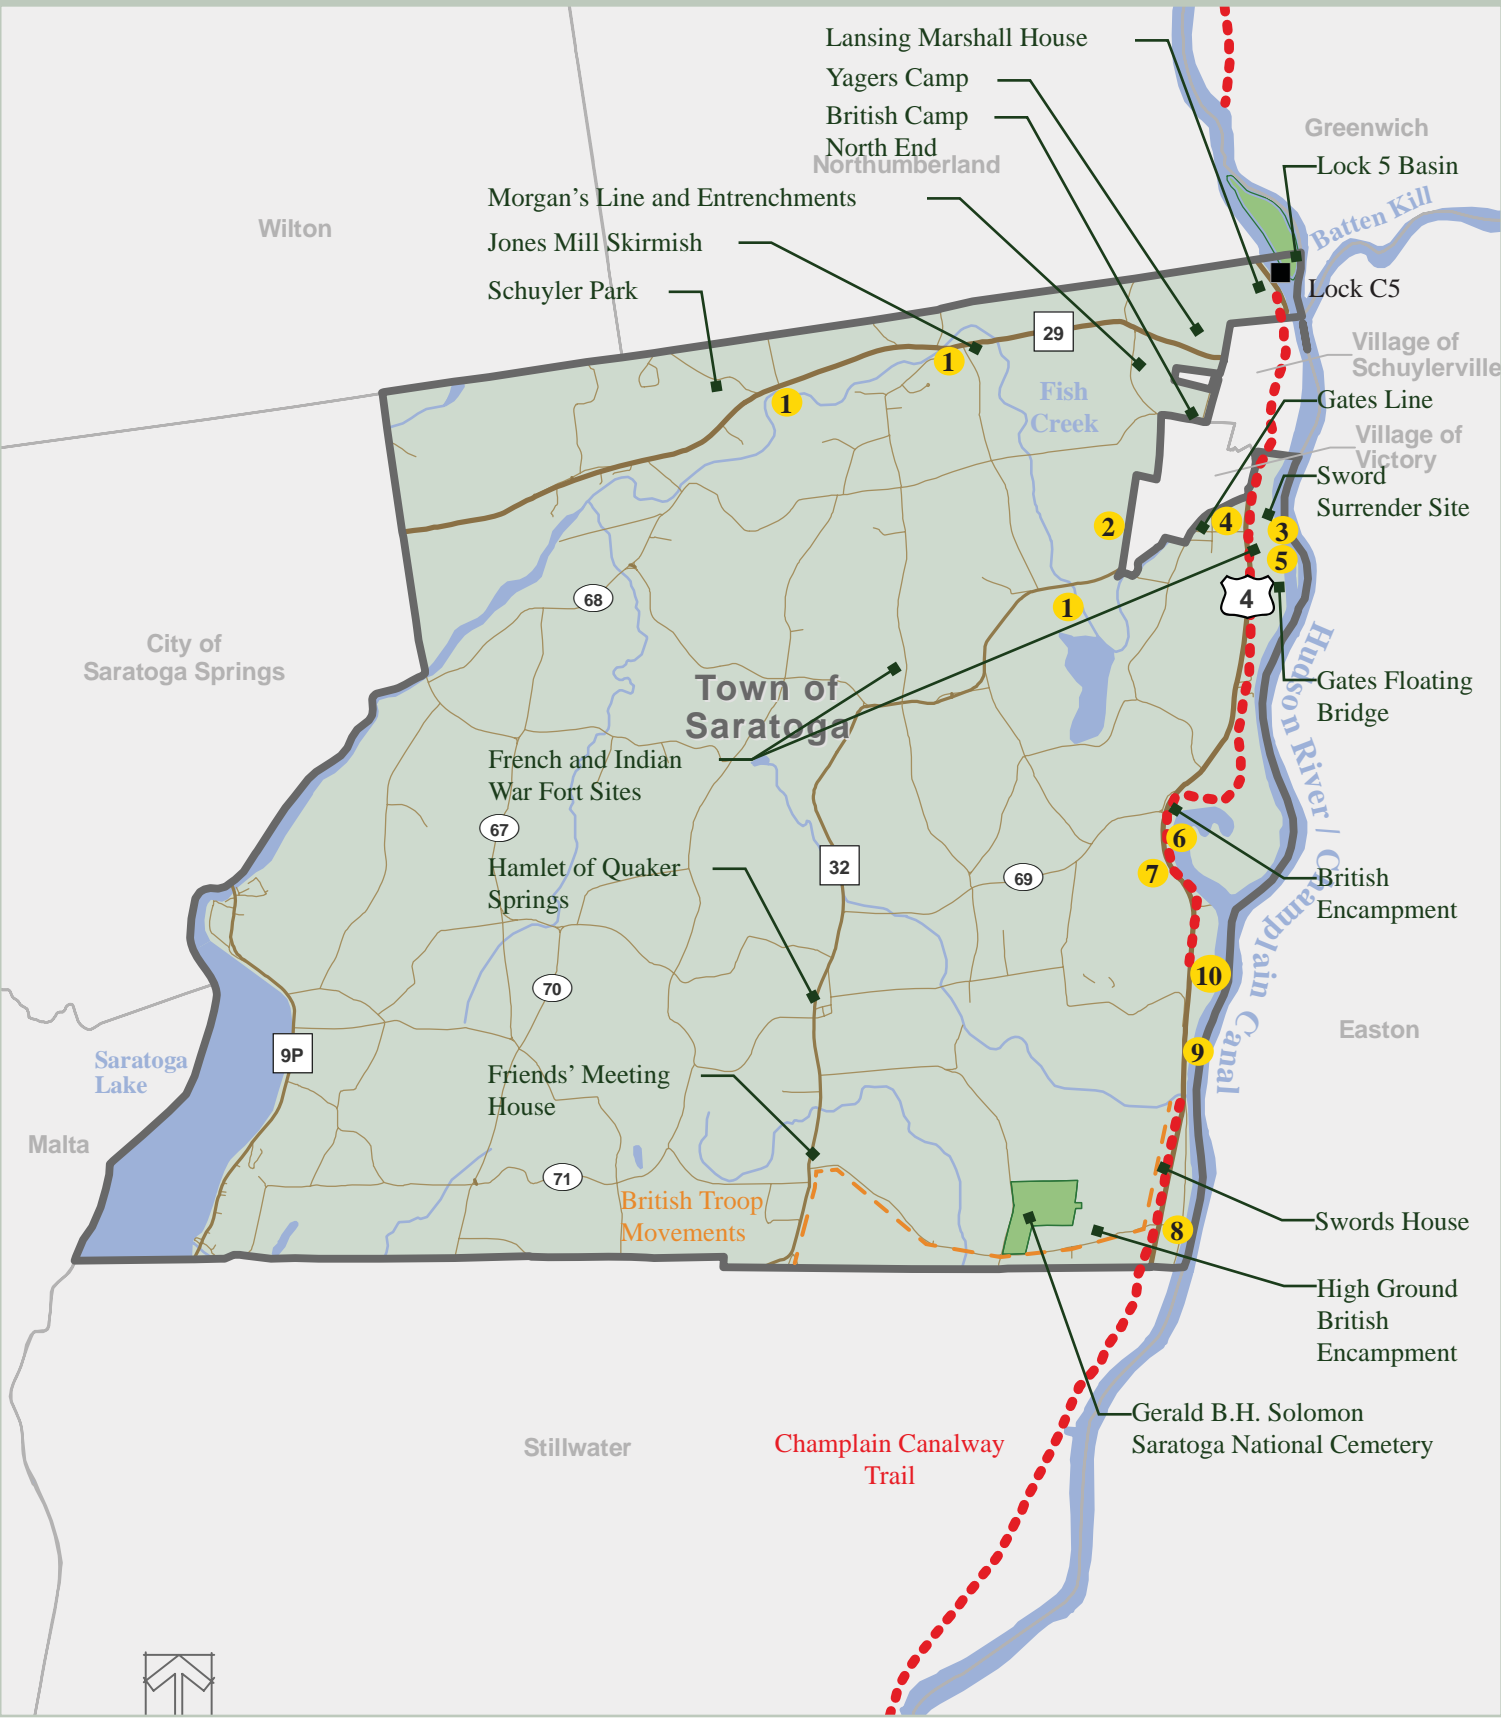 Lansing Marshall House
Yagers Camp
British Camp
North End
Northumberland
Greenwich
Lock 5 Basin
Batten Kill
Morgan's Line and Entrenchments
Wilton
Jones Mill Skirmish
Schuyler Park
Lock C5
29
Village of
Schuylerville
1
1
Fish
Creek
Gates Line
Village of
Victory
Sword
Surrender Site
2
4
3
5
68
1
4
Hudson River / Champlain Canal
City of
Saratoga Springs
Town of
Saratoga
Gates Floating
Bridge
French and Indian
War Fort Sites
67
6
32
Hamlet of Quaker
Springs
69
7
British
Encampment
10
70
Easton
9P
9
Saratoga
Lake
Friends' Meeting
House
Malta
71
British Troop
Movements
8
Swords House
High Ground
British
Encampment
Gerald B.H. Solomon
Saratoga National Cemetery
Stillwater
Champlain Canalway
Trail